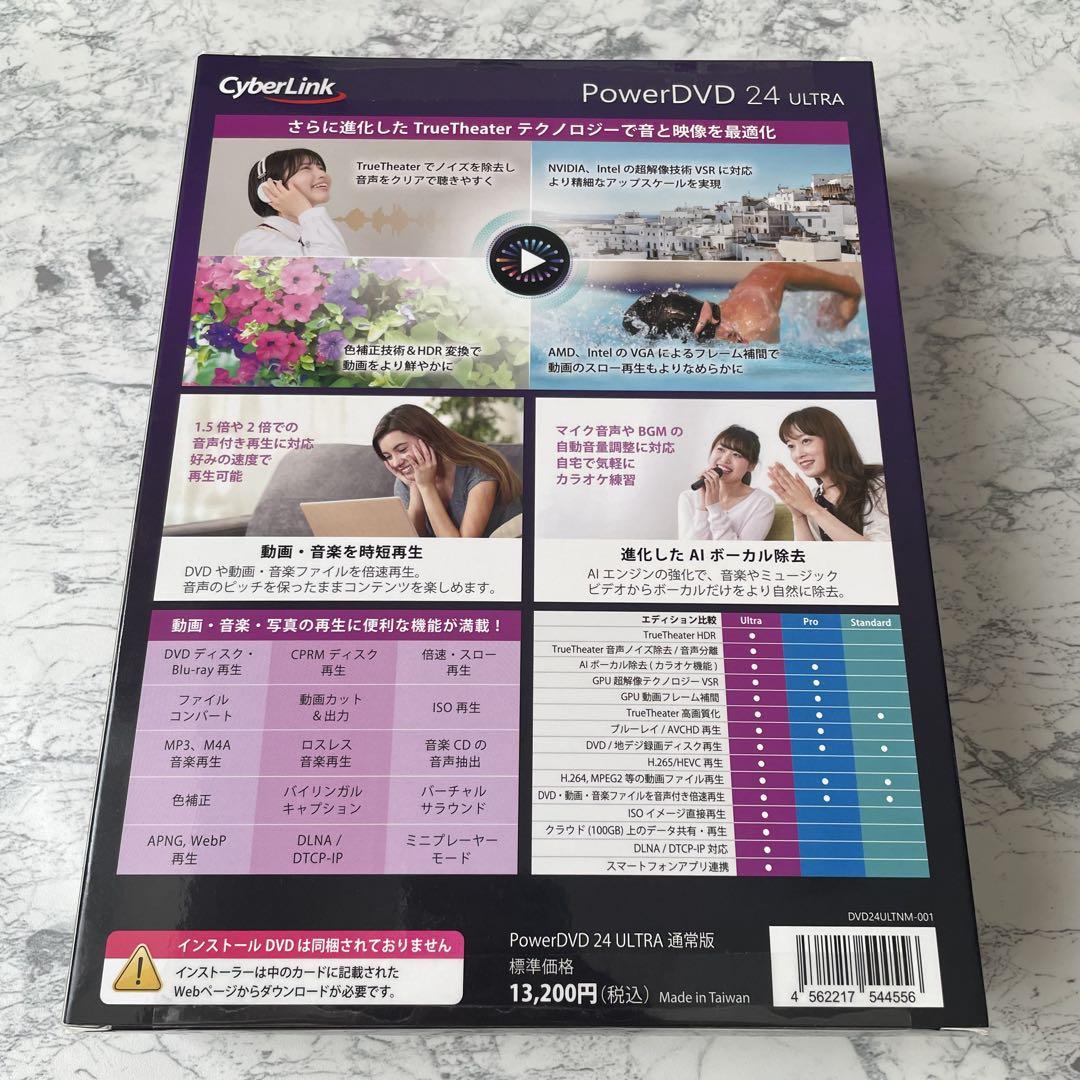 CyberLink
PowerDVD 24 ULTRA
さらに進化した TrueTheater テクノロジーで音と映像を最適化
TrueTheater でノイズを除去し
音声をクリアで聴きやすく
NVIDIA、Intel の超解像技術 VSR に対応
より精細なアップスケールを実現
色補正技術＆HDR 変換で
動画をより鮮やかに
AMD、Intel の VGA によるフレーム補間で
動画のスロー再生もよりなめらかに
1.5 倍や 2 倍での
音声付き再生に対応
好みの速度で
再生可能
動画・音楽を時短再生
DVD や動画・音楽ファイルを倍速再生。
音声のピッチを保ったままコンテンツを楽しめます。
マイク音声や BGM の
自動音量調整に対応
自宅で気軽に
カラオケ練習
進化した AI ボーカル除去
AI エンジンの強化で、音楽やミュージック
ビデオからボーカルだけをより自然に除去。
動画・音楽・写真の再生に便利な機能が満載！
DVD ディスク・
Blu-ray 再生
CPRM ディスク
再生
倍速・スロー
再生
ファイル
コンバート
動画カット
＆出力
ISO 再生
MP3、M4A
音楽再生
ロスレス
音楽再生
音楽 CD の
音声抽出
色補正
バイリンガル
キャプション
バーチャル
サラウンド
APNG, WebP
再生
DLNA /
DTCP-IP
ミニプレーヤー
モード
エディション比較 Ultra Pro Standard
TrueTheater HDR ●
TrueTheater 音声ノイズ除去 / 音声分離 ●
AI ボーカル除去 ( カラオケ機能 ) ● ●
GPU 超解像テクノロジー VSR ● ●
GPU 動画フレーム補間 ● ●
TrueTheater 高画質化 ● ● ●
ブルーレイ / AVCHD 再生 ● ●
DVD / 地デジ録画ディスク再生 ● ● ●
H.265/HEVC 再生 ●
H.264, MPEG2 等の動画ファイル再生 ● ● ●
DVD・動画・音楽ファイルを音声付き倍速再生 ● ● ●
ISO イメージ直接再生 ●
クラウド (100GB) 上のデータ共有・再生 ●
DLNA / DTCP-IP 対応 ●
スマートフォンアプリ連携 ●
DVD24ULTNM-001
インストール DVD は同梱されておりません
インストーラーは中のカードに記載された
Webページからダウンロードが必要です。
PowerDVD 24 ULTRA 通常版
標準価格
13,200円(税込) Made in Taiwan
4 562217 544556